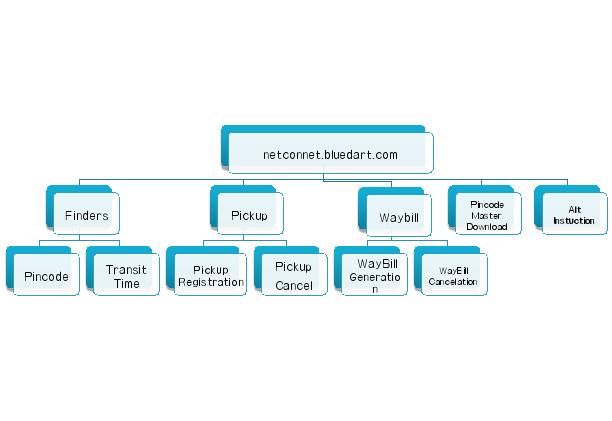 netconnet.bluedart.com
Finders
Pickup
Waybill
Pincode
Master
Download
Alt
Instuction
Pincode
Transit
Time
Pickup
Registration
Pickup
Cancel
WayBill
Generatio
n
WayBill
Cancelation